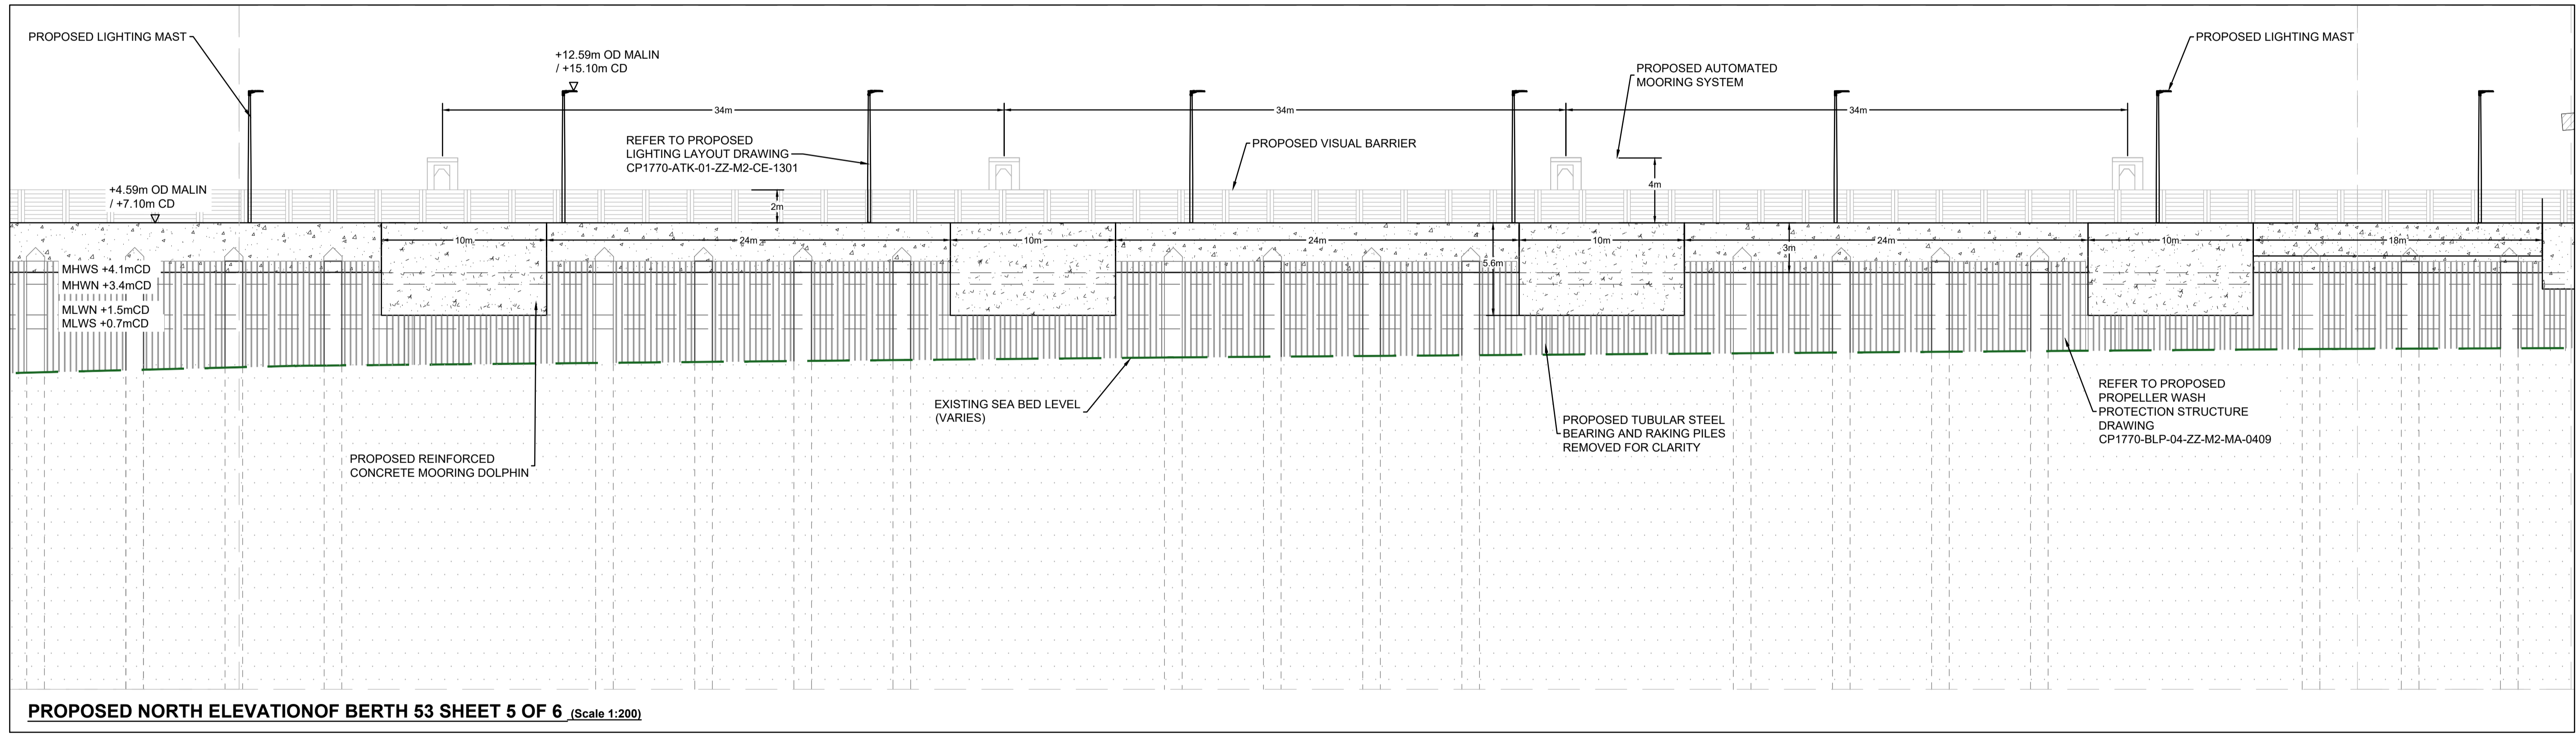 PROPOSED LIGHTING MAST
+12.59m OD MALIN
/ +15.10m CD
PROPOSED LIGHTING MAST
PROPOSED AUTOMATED
MOORING SYSTEM
34m
34m
34m
REFER TO PROPOSED
LIGHTING LAYOUT DRAWING
CP1770-ATK-01-ZZ-M2-CE-1301
PROPOSED VISUAL BARRIER
+4.59m OD MALIN
/ +7.10m CD
2m
4m
10m
24m
10m
24m
10m
24m
10m
18m
3m
5.6m
MHWS +4.1mCD
MHWN +3.4mCD
MLWN +1.5mCD
MLWS +0.7mCD
EXISTING SEA BED LEVEL
(VARIES)
PROPOSED TUBULAR STEEL
BEARING AND RAKING PILES
REMOVED FOR CLARITY
REFER TO PROPOSED
PROPELLER WASH
PROTECTION STRUCTURE
DRAWING
CP1770-BLP-04-ZZ-M2-MA-0409
PROPOSED REINFORCED
CONCRETE MOORING DOLPHIN
PROPOSED NORTH ELEVATIONOF BERTH 53 SHEET 5 OF 6 (Scale 1:200)